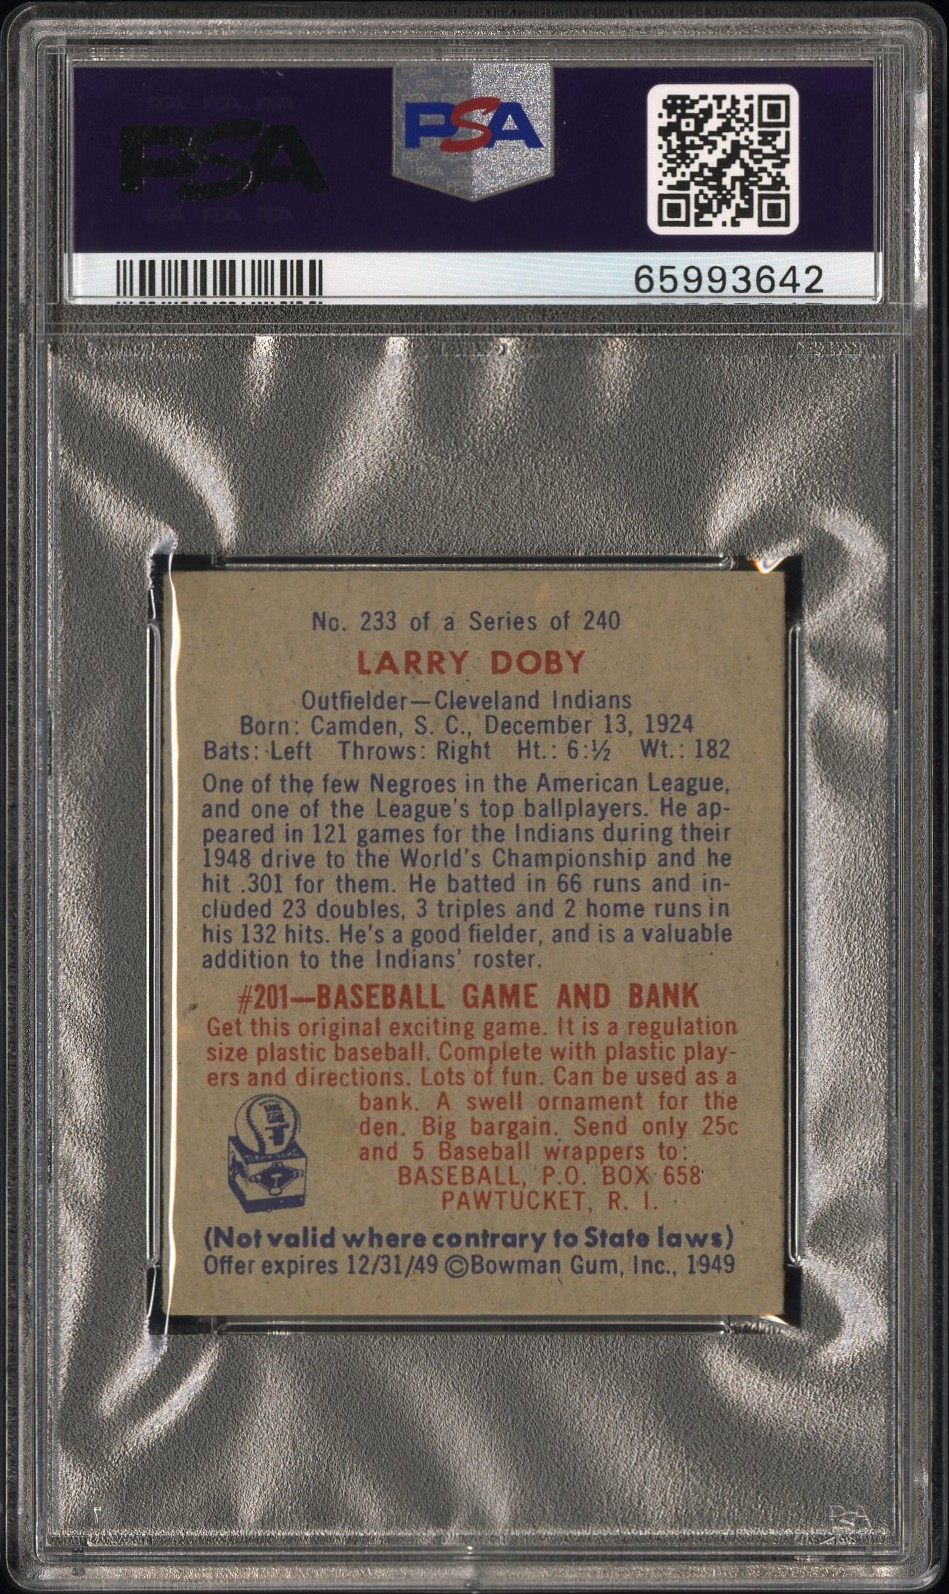 PSA
PSA
65993642
No. 233 of a Series of 240
LARRY DOBY
Outfielder—Cleveland Indians
Born: Camden, S. C., December 13, 1924
Bats: Left Throws: Right Ht.: 6:½ Wt.: 182
One of the few Negroes in the American League,
and one of the League's top ballplayers. He ap-
peared in 121 games for the Indians during their
1948 drive to the World's Championship and he
hit .301 for them. He batted in 66 runs and in-
cluded 23 doubles, 3 triples and 2 home runs in
his 132 hits. He's a good fielder, and is a valuable
addition to the Indians' roster.
#201—BASEBALL GAME AND BANK
Get this original exciting game. It is a regulation
size plastic baseball. Complete with plastic play-
ers and directions. Lots of fun. Can be used as a
bank. A swell ornament for the
den. Big bargain. Send only 25c
and 5 Baseball wrappers to:
BASEBALL, P.O. BOX 658
PAWTUCKET, R. I.
(Not valid where contrary to State laws)
Offer expires 12/31/49 ©Bowman Gum, Inc., 1949
PSA